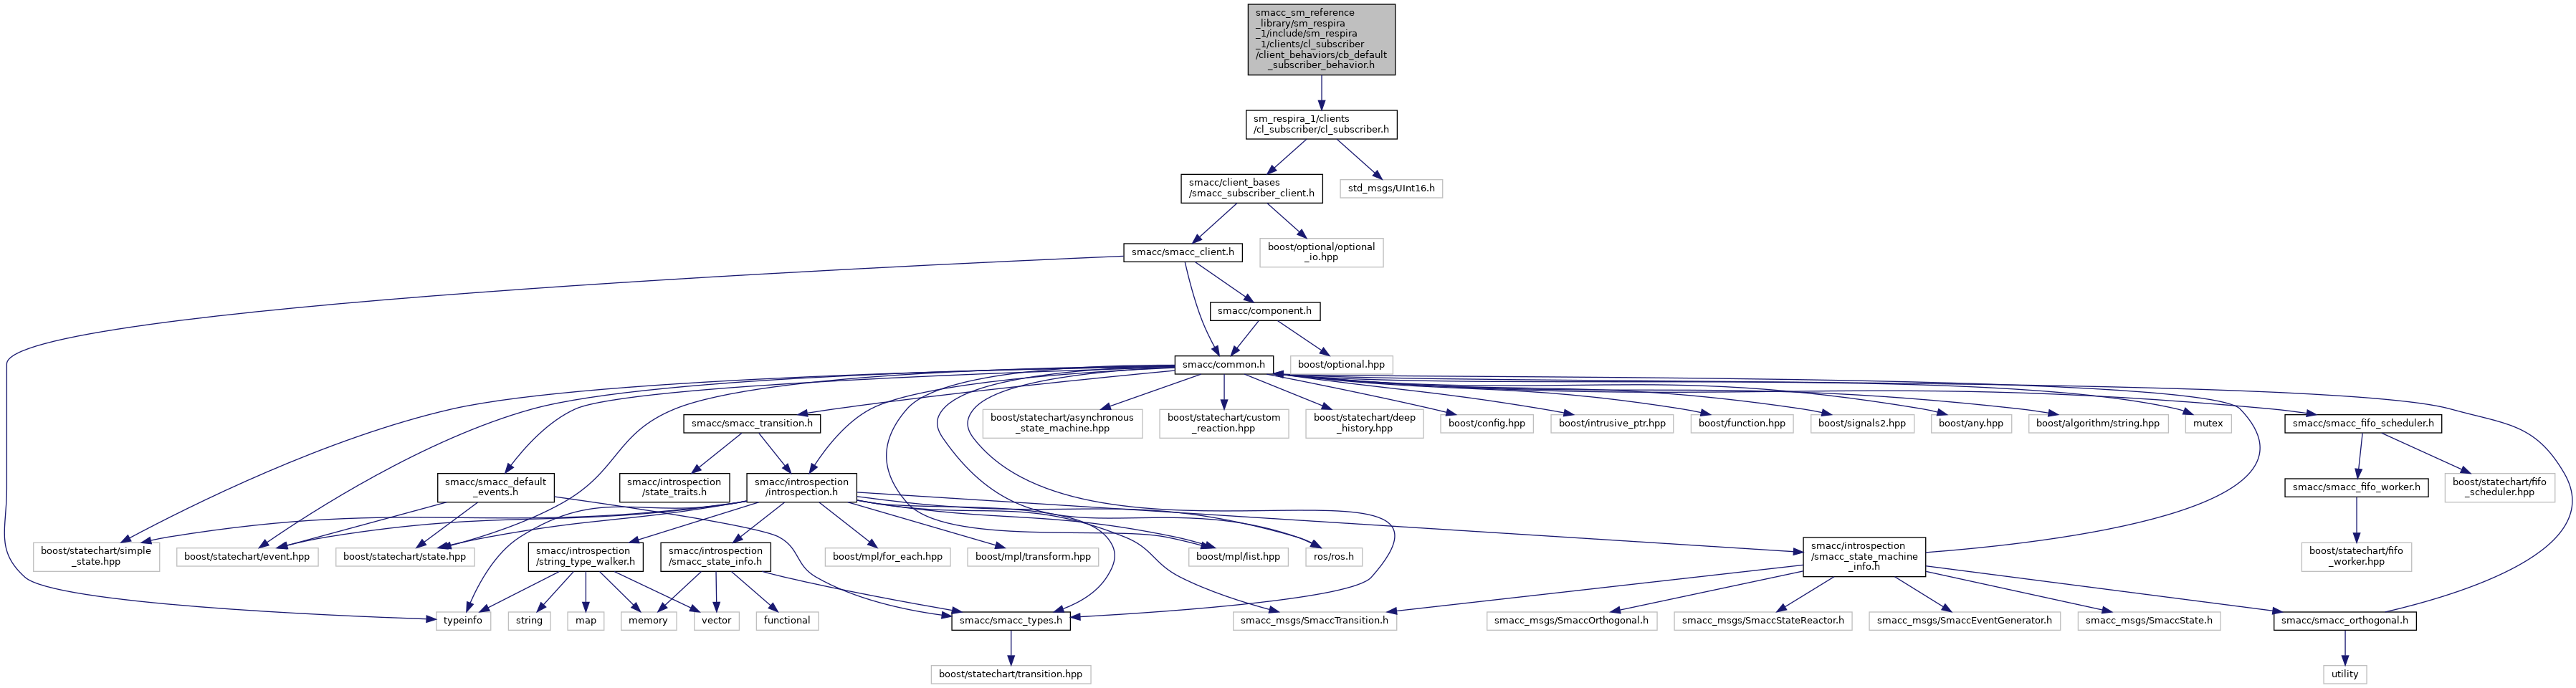 smacc_sm_reference
_library/sm_respira
_1/include/sm_respira
_1/clients/cl_subscriber
/client_behaviors/cb_default
_subscriber_behavior.h
sm_respira_1/clients
/cl_subscriber/cl_subscriber.h
smacc/client_bases
/smacc_subscriber_client.h
std_msgs/UInt16.h
smacc/smacc_client.h
boost/optional/optional
_io.hpp
smacc/component.h
smacc/common.h
boost/optional.hpp
smacc/smacc_transition.h
boost/statechart/asynchronous
_state_machine.hpp
boost/statechart/custom
_reaction.hpp
boost/statechart/deep
_history.hpp
boost/config.hpp
boost/intrusive_ptr.hpp
boost/function.hpp
boost/signals2.hpp
boost/any.hpp
boost/algorithm/string.hpp
mutex
smacc/smacc_fifo_scheduler.h
smacc/smacc_default
_events.h
smacc/introspection
/state_traits.h
smacc/introspection
/introspection.h
smacc/smacc_fifo_worker.h
boost/statechart/fifo
_scheduler.hpp
boost/statechart/simple
_state.hpp
boost/statechart/event.hpp
boost/statechart/state.hpp
smacc/introspection
/string_type_walker.h
smacc/introspection
/smacc_state_info.h
boost/mpl/for_each.hpp
boost/mpl/transform.hpp
boost/mpl/list.hpp
ros/ros.h
smacc/introspection
/smacc_state_machine
_info.h
boost/statechart/fifo
_worker.hpp
typeinfo
string
map
memory
vector
functional
smacc/smacc_types.h
smacc_msgs/SmaccTransition.h
smacc_msgs/SmaccOrthogonal.h
smacc_msgs/SmaccStateReactor.h
smacc_msgs/SmaccEventGenerator.h
smacc_msgs/SmaccState.h
smacc/smacc_orthogonal.h
boost/statechart/transition.hpp
utility